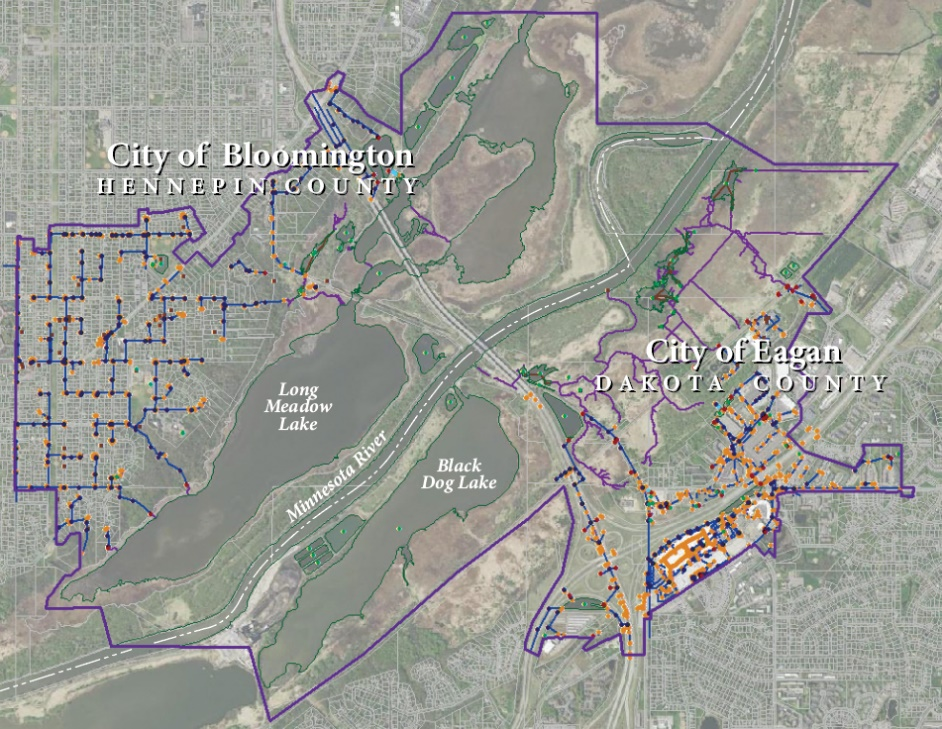 City of Bloomington
HENNEPIN COUNTY
City of Eagan
DAKOTA COUNTY
Long
Meadow
Lake
Black
Dog Lake
Minnesota River